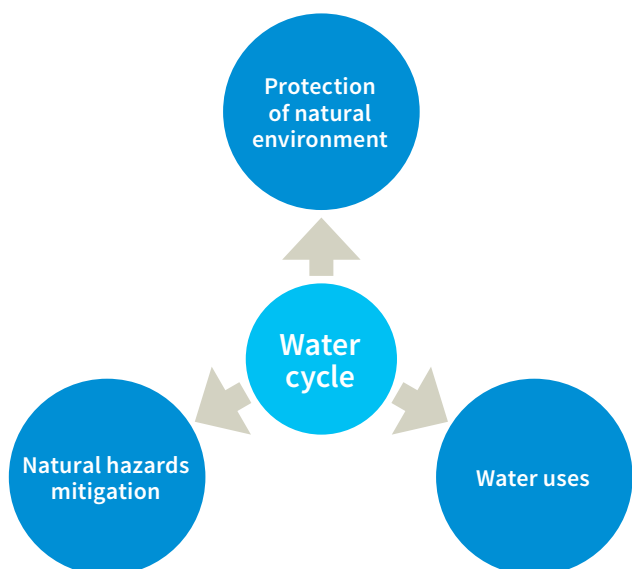 Protection
of natural
environment
Water
cycle
Natural hazards
mitigation
Water uses